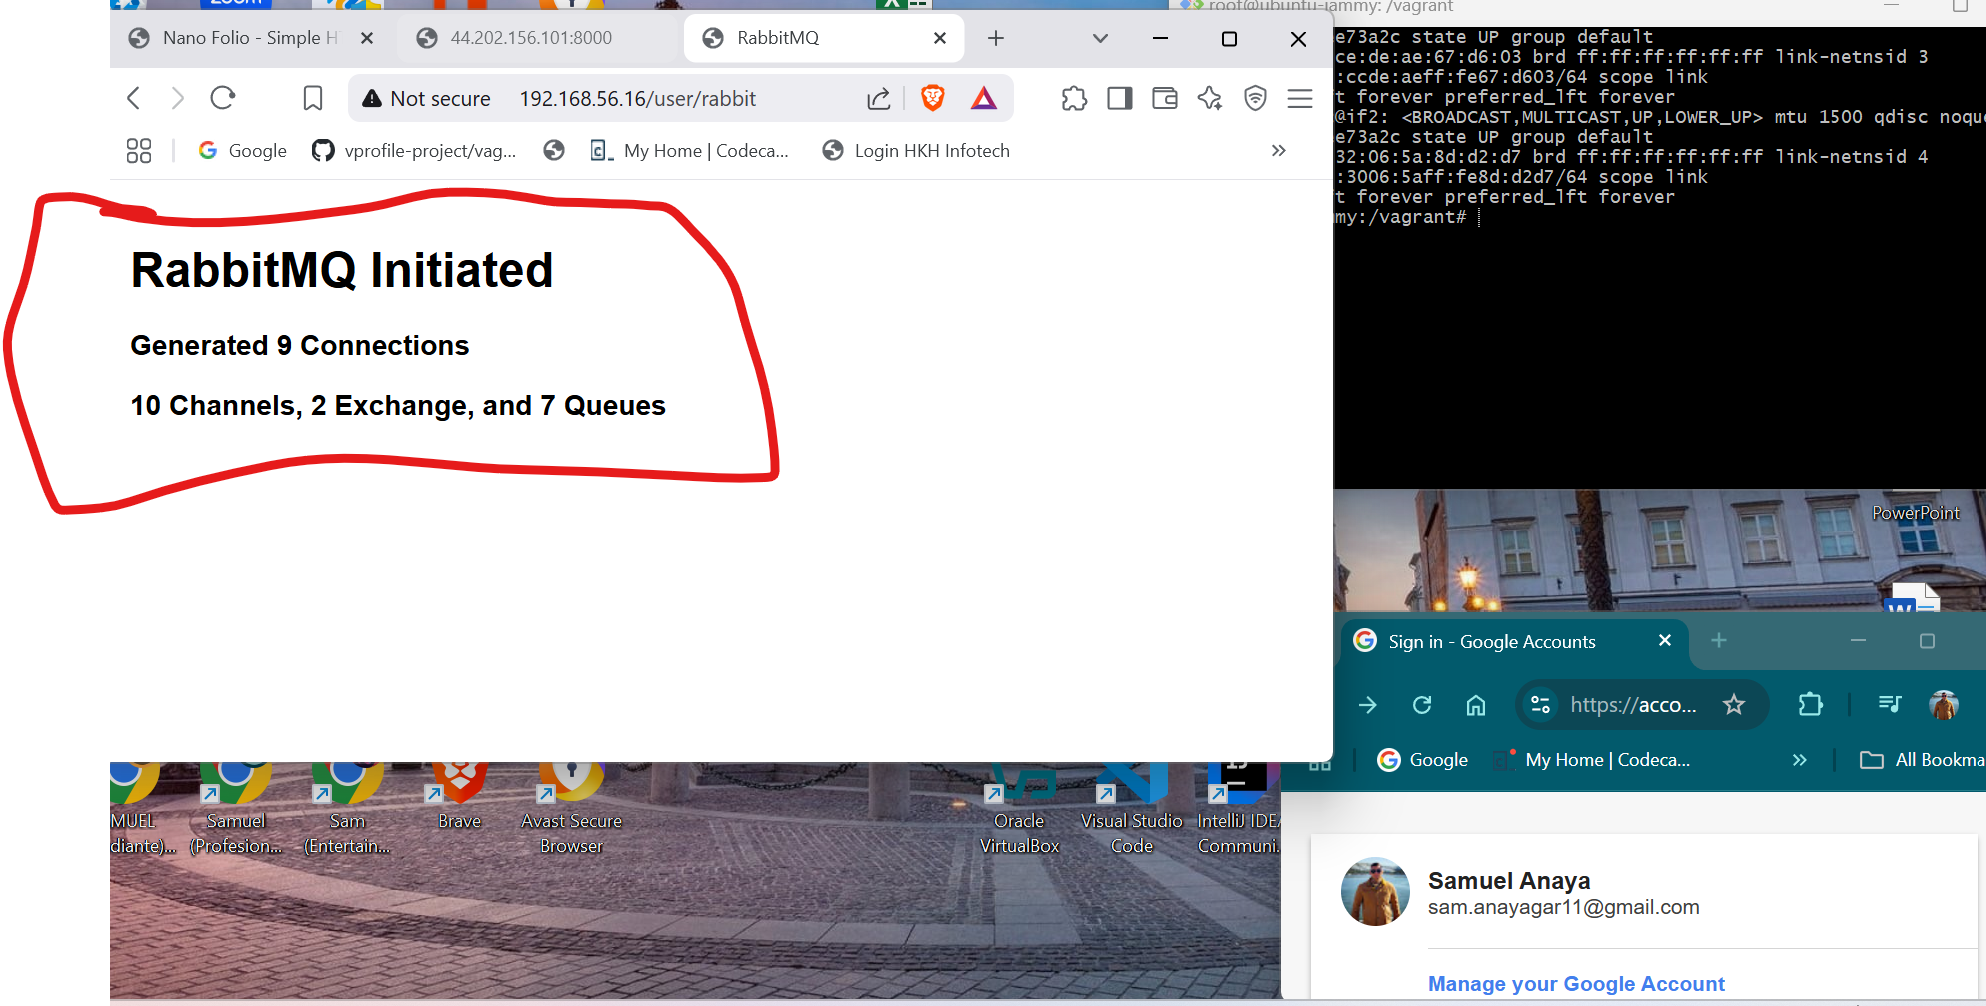 root@ubuntu-jammy: /vagrant
Nano Folio - Simple H
44.202.156.101:8000
RabbitMQ
Not secure
192.168.56.16/user/rabbit
Google
vprofile-project/vag...
My Home | Codeca...
Login HKH Infotech
RabbitMQ Initiated
Generated 9 Connections
10 Channels, 2 Exchange, and 7 Queues
e73a2c state UP group default
ce:de:ae:67:d6:03 brd ff:ff:ff:ff:ff:ff link-netnsid 3
:ccde:aeff:fe67:d603/64 scope link
t forever preferred_lft forever
@if2: <BROADCAST,MULTICAST,UP,LOWER_UP> mtu 1500 qdisc noque
e73a2c state UP group default
32:06:5a:8d:d2:d7 brd ff:ff:ff:ff:ff:ff link-netnsid 4
:3006:5aff:fe8d:d2d7/64 scope link
t forever preferred_lft forever
my:/vagrant#
PowerPoint
Sign in - Google Accounts
https://acco...
Google
My Home | Codeca...
All Bookma
Samuel Anaya
sam.anayagar11@gmail.com
Manage your Google Account
MUEL
diante)...
Samuel
(Profesion...
Sam
(Entertain...
Brave
Avast Secure
Browser
Oracle
VirtualBox
Visual Studio
Code
IntelliJ IDEA
Communi...